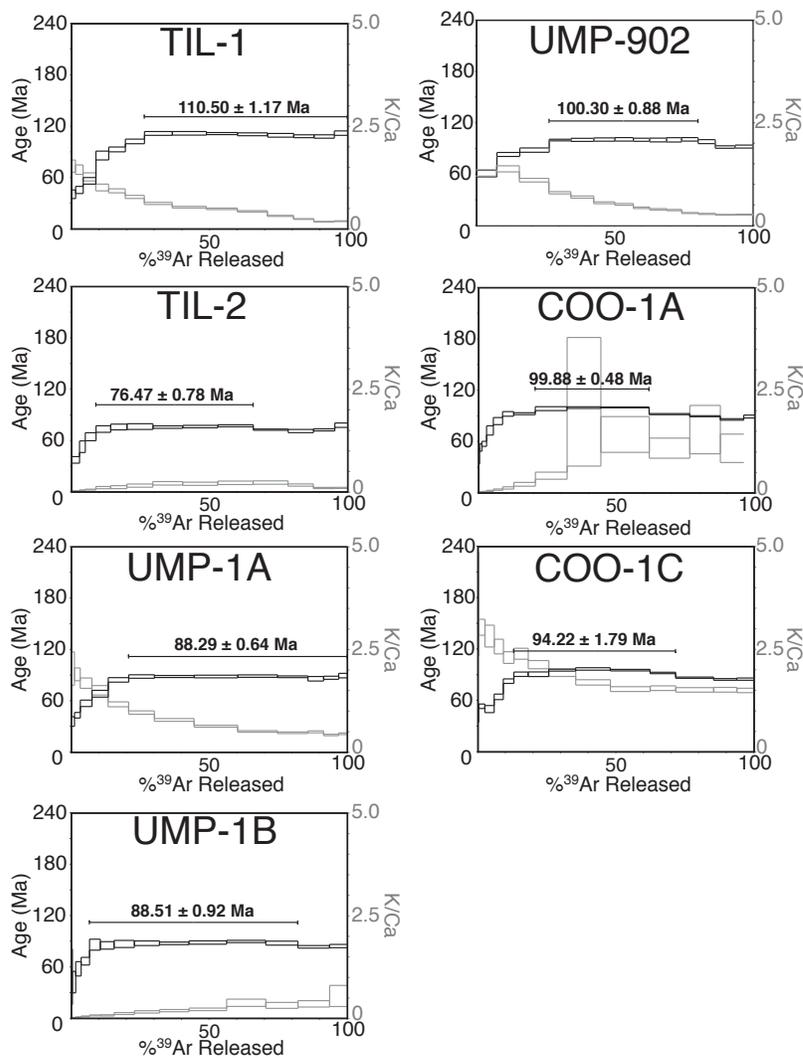 TIL-1
240
180
120
60
0
Age (Ma)
110.50 ± 1.17 Ma
5.0
2.5
0
K/Ca
50
100
%³⁹Ar Released
UMP-902
240
180
120
60
0
Age (Ma)
100.30 ± 0.88 Ma
5.0
2.5
0
K/Ca
50
100
%³⁹Ar Released
TIL-2
240
180
120
60
0
Age (Ma)
76.47 ± 0.78 Ma
5.0
2.5
0
K/Ca
50
100
%³⁹Ar Released
COO-1A
240
180
120
60
0
Age (Ma)
99.88 ± 0.48 Ma
5.0
2.5
0
K/Ca
50
100
%³⁹Ar Released
UMP-1A
240
180
120
60
0
Age (Ma)
88.29 ± 0.64 Ma
5.0
2.5
0
K/Ca
50
100
%³⁹Ar Released
COO-1C
240
180
120
60
0
Age (Ma)
94.22 ± 1.79 Ma
5.0
2.5
0
K/Ca
50
100
%³⁹Ar Released
UMP-1B
240
180
120
60
0
Age (Ma)
88.51 ± 0.92 Ma
5.0
2.5
0
K/Ca
50
100
%³⁹Ar Released